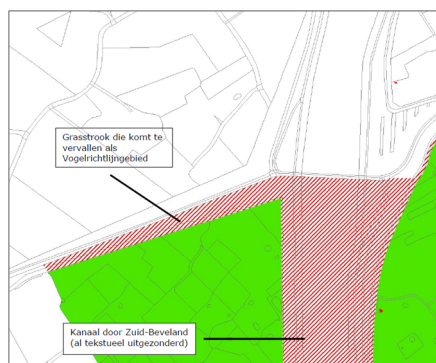 Grasstrook die komt te
vervallen als
Vogelrichtlijngebied
Kanaal door Zuid-Beveland
(al tekstueel uitgezonderd)